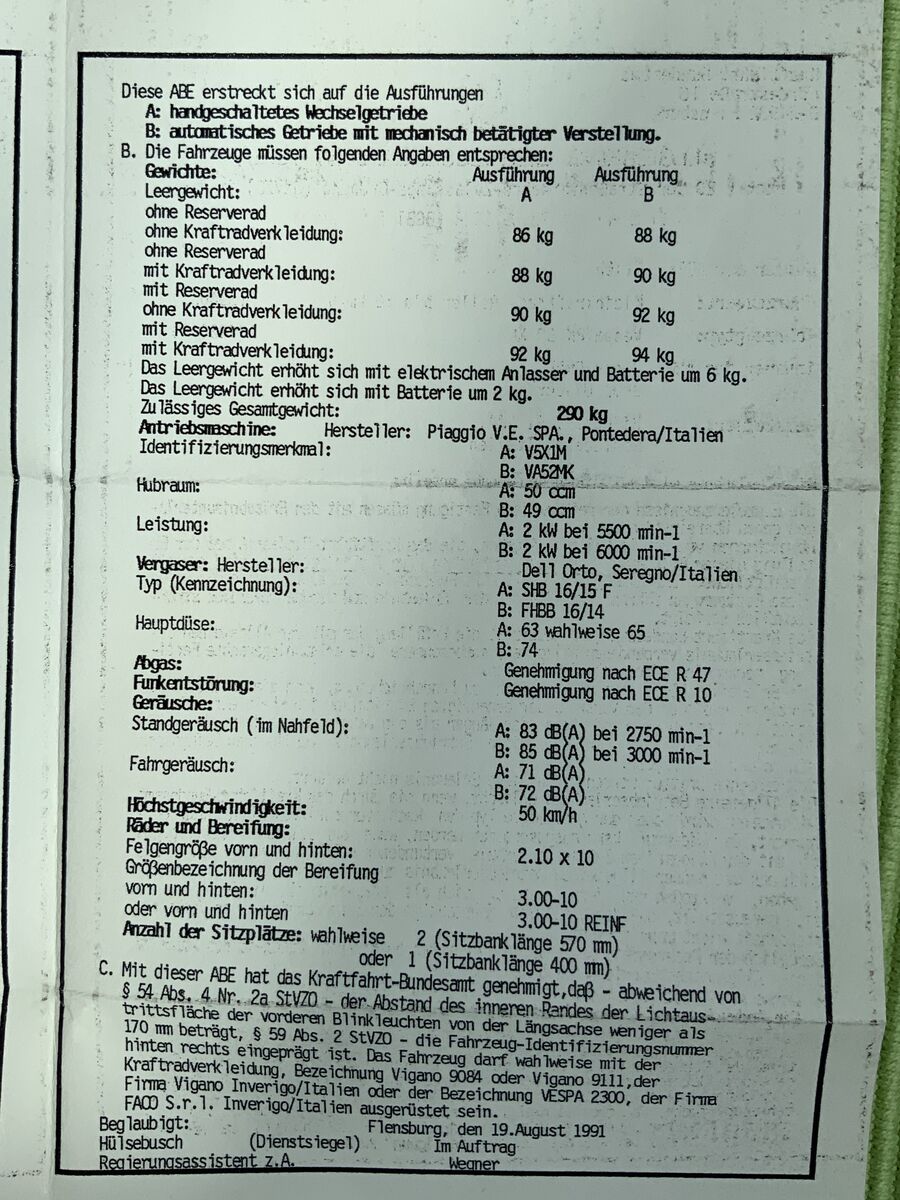 Diese ABE erstreckt sich auf die Ausführungen
A: handgeschaltetes Wechselgetriebe
B: automatisches Getriebe mit mechanisch betätigter Verstellung.
B. Die Fahrzeuge müssen folgenden Angaben entsprechen:
Gewichte: Ausführung Ausführung
Leergewicht: A B
ohne Reserverad
ohne Kraftradverkleidung: 86 kg 88 kg
ohne Reserverad
mit Kraftradverkleidung: 88 kg 90 kg
mit Reserverad
ohne Kraftradverkleidung: 90 kg 92 kg
mit Reserverad
mit Kraftradverkleidung: 92 kg 94 kg
Das Leergewicht erhöht sich mit elektrischem Anlasser und Batterie um 6 kg.
Das Leergewicht erhöht sich mit Batterie um 2 kg.
Zulässiges Gesamtgewicht: 290 kg
Antriebsmaschine: Hersteller: Piaggio V.E. SPA., Pontedera/Italien
Identifizierungsmerkmal: A: V5X1M
B: VA52MK
Hubraum: A: 50 ccm
B: 49 ccm
Leistung: A: 2 kW bei 5500 min-1
B: 2 kW bei 6000 min-1
Vergaser: Hersteller: Dell Orto, Seregno/Italien
Typ (Kennzeichnung): A: SHB 16/15 F
B: FHBB 16/14
Hauptdüse: A: 63 wahlweise 65
B: 74
Abgas: Genehmigung nach ECE R 47
Funkentstörung: Genehmigung nach ECE R 10
Geräusche:
Standgeräusch (im Nahfeld): A: 83 dB(A) bei 2750 min-1
B: 85 dB(A) bei 3000 min-1
Fahrgeräusch: A: 71 dB(A)
B: 72 dB(A)
Höchstgeschwindigkeit: 50 km/h
Räder und Bereifung:
Felgengröße vorn und hinten: 2.10 x 10
Größenbezeichnung der Bereifung
vorn und hinten: 3.00-10
oder vorn und hinten 3.00-10 REINF
Anzahl der Sitzplätze: wahlweise 2 (Sitzbanklänge 570 mm)
oder 1 (Sitzbanklänge 400 mm)
C. Mit dieser ABE hat das Kraftfahrt-Bundesamt genehmigt,daß - abweichend von
§ 54 Abs. 4 Nr. 2a StVZO - der Abstand des inneren Randes der Lichtaus-
trittsfläche der vorderen Blinkleuchten von der Längsachse weniger als
170 mm beträgt, § 59 Abs. 2 StVZO - die Fahrzeug-Identifizierungsnummer
hinten rechts eingeprägt ist. Das Fahrzeug darf wahlweise mit der
Kraftradverkleidung, Bezeichnung Vigano 9084 oder Vigano 9111,der
Firma Vigano Inverigo/Italien oder der Bezeichnung VESPA 2300, der Firma
FACO S.r.l. Inverigo/Italien ausgerüstet sein.
Beglaubigt: Flensburg, den 19.August 1991
Hülsebusch (Dienstsiegel) Im Auftrag
Regierungsassistent z.A. Wegner